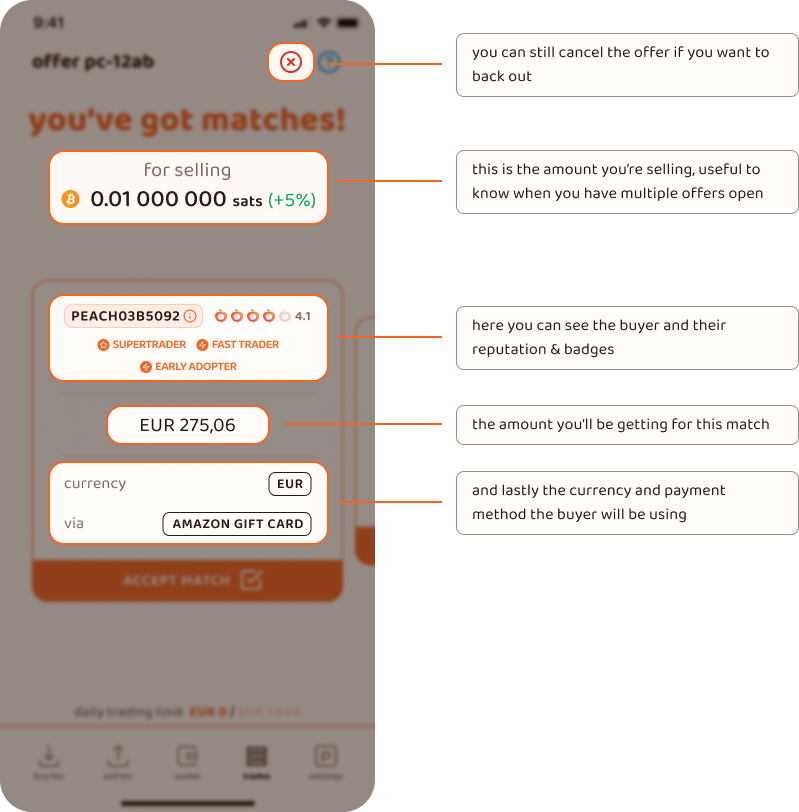 9:41
offer pc-12ab
you can still cancel the offer if you want to
back out
you've got matches!
for selling
0.01 000 000 sats (+5%)
this is the amount you're selling, useful to
know when you have multiple offers open
PEACH03B5092 4.1
SUPERTRADER FAST TRADER
EARLY ADOPTER
here you can see the buyer and their
reputation & badges
EUR 275,06
the amount you'll be getting for this match
currency EUR
via AMAZON GIFT CARD
and lastly the currency and payment
method the buyer will be using
ACCEPT MATCH
daily trading limit EUR 0 / EUR 1 000
buy btc sell btc wallet trades settings